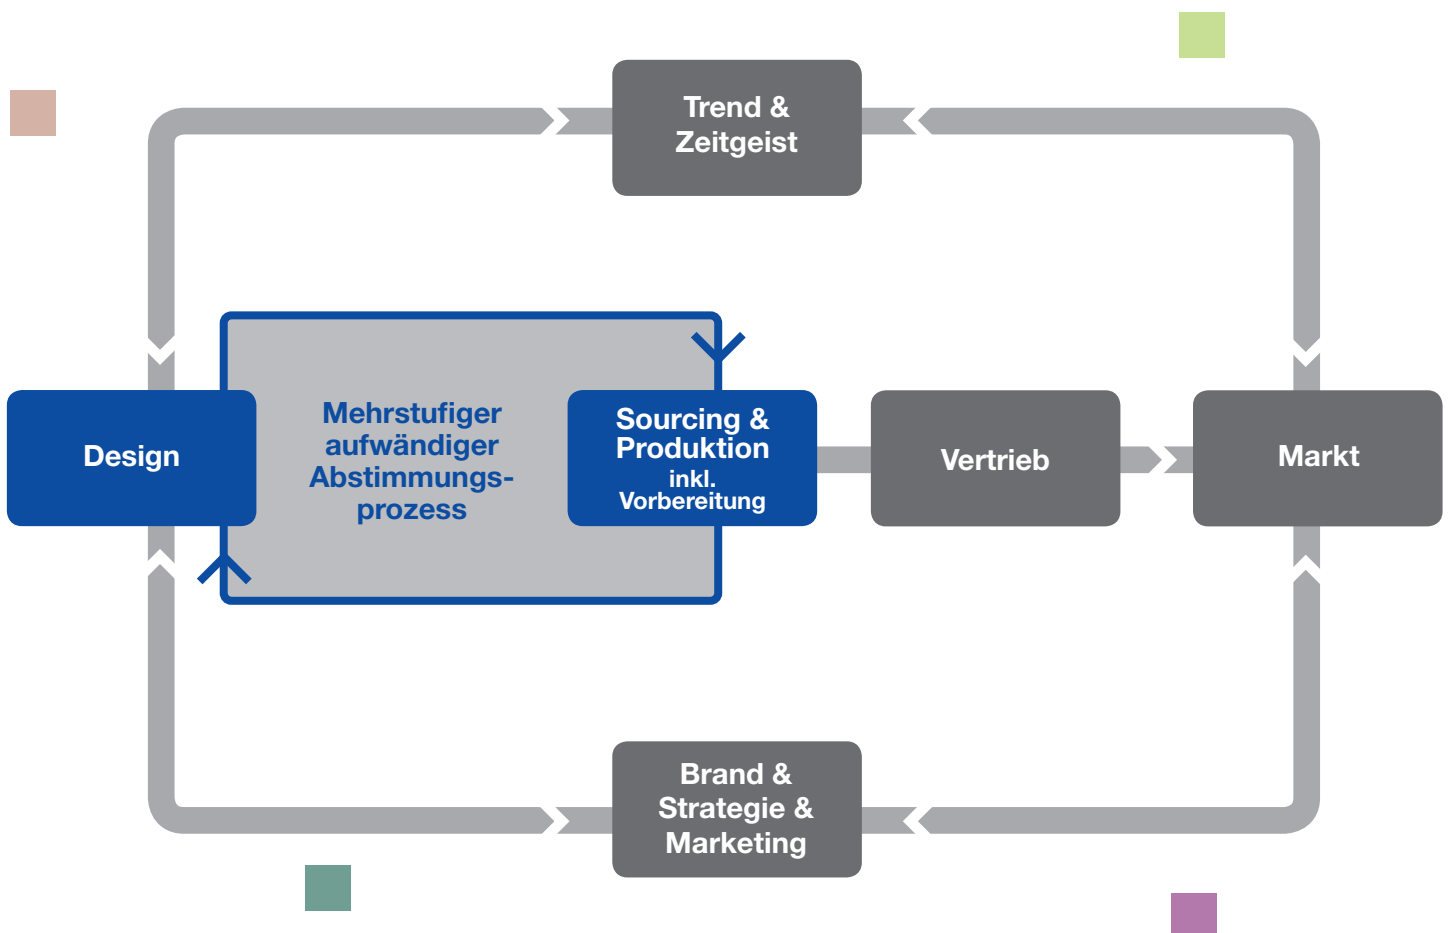 Trend &
Zeitgeist
Design
Mehrstufiger
aufwändiger
Abstimmungs-
prozess
Sourcing &
Produktion
inkl.
Vorbereitung
Vertrieb
Markt
Brand &
Strategie &
Marketing